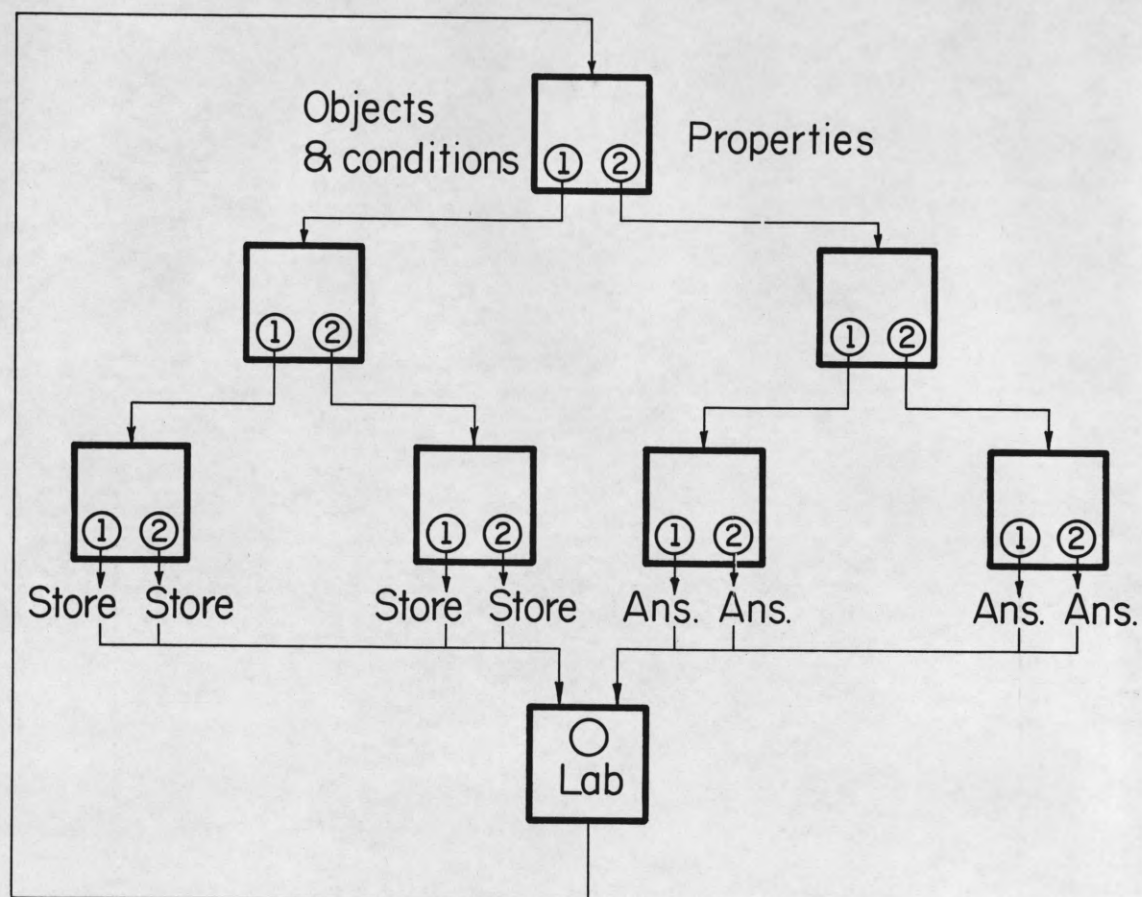 Objects
& conditions
Properties
1 2
1 2
1 2
1 2
1 2
1 2
1 2
Store Store
Store Store
Ans. Ans.
Ans. Ans.
Lab